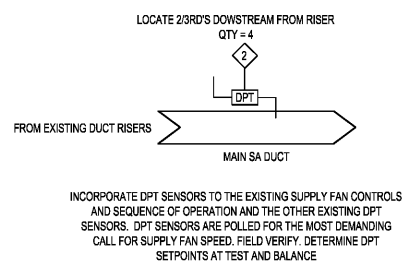 LOCATE 2/3RD'S DOWSTREAM FROM RISER
QTY = 4
2
DPT
FROM EXISTING DUCT RISERS
MAIN SA DUCT
INCORPORATE DPT SENSORS TO THE EXISTING SUPPLY FAN CONTROLS
AND SEQUENCE OF OPERATION AND THE OTHER EXISTING DPT
SENSORS. DPT SENSORS ARE POLLED FOR THE MOST DEMANDING
CALL FOR SUPPLY FAN SPEED. FIELD VERIFY. DETERMINE DPT
SETPOINTS AT TEST AND BALANCE